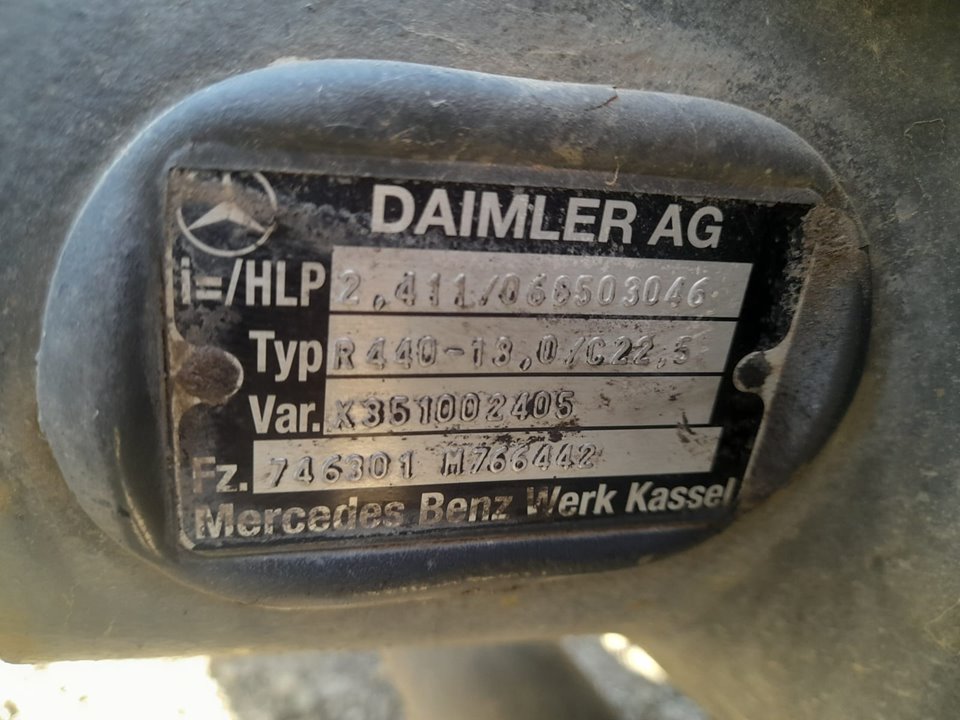 DAIMLER AG
i=/HLP 2,411/068503046
Typ R440-13,0/C22,5
Var. X351002405
Fz. 746301 M766442
Mercedes Benz Werk Kassel